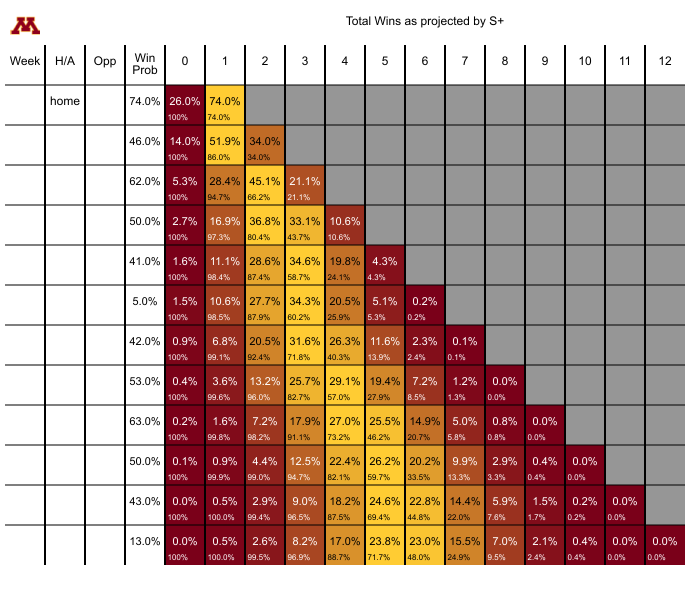 M
Total Wins as projected by S+
Week H/A Opp Win Prob 0 1 2 3 4 5 6 7 8 9 10 11 12
home 74.0% 26.0% 74.0%
100% 74.0%
46.0% 14.0% 51.9% 34.0%
100% 86.0% 34.0%
62.0% 5.3% 28.4% 45.1% 21.1%
100% 94.7% 66.2% 21.1%
50.0% 2.7% 16.9% 36.8% 33.1% 10.6%
100% 97.3% 80.4% 43.7% 10.6%
41.0% 1.6% 11.1% 28.6% 34.6% 19.8% 4.3%
100% 98.4% 87.4% 58.7% 24.1% 4.3%
5.0% 1.5% 10.6% 27.7% 34.3% 20.5% 5.1% 0.2%
100% 98.5% 87.9% 60.2% 25.9% 5.3% 0.2%
42.0% 0.9% 6.8% 20.5% 31.6% 26.3% 11.6% 2.3% 0.1%
100% 99.1% 92.4% 71.8% 40.3% 13.9% 2.4% 0.1%
53.0% 0.4% 3.6% 13.2% 25.7% 29.1% 19.4% 7.2% 1.2% 0.0%
100% 99.6% 96.0% 82.7% 57.0% 27.9% 8.5% 1.3% 0.0%
63.0% 0.2% 1.6% 7.2% 17.9% 27.0% 25.5% 14.9% 5.0% 0.8% 0.0%
100% 99.8% 98.2% 91.1% 73.2% 46.2% 20.7% 5.8% 0.8% 0.0%
50.0% 0.1% 0.9% 4.4% 12.5% 22.4% 26.2% 20.2% 9.9% 2.9% 0.4% 0.0%
100% 99.9% 99.0% 94.7% 82.1% 59.7% 33.5% 13.3% 3.3% 0.4% 0.0%
43.0% 0.0% 0.5% 2.9% 9.0% 18.2% 24.6% 22.8% 14.4% 5.9% 1.5% 0.2% 0.0%
100% 100.0% 99.4% 96.5% 87.5% 69.4% 44.8% 22.0% 7.6% 1.7% 0.2% 0.0%
13.0% 0.0% 0.5% 2.6% 8.2% 17.0% 23.8% 23.0% 15.5% 7.0% 2.1% 0.4% 0.0% 0.0%
100% 100.0% 99.5% 96.9% 88.7% 71.7% 48.0% 24.9% 9.5% 2.4% 0.4% 0.0% 0.0%